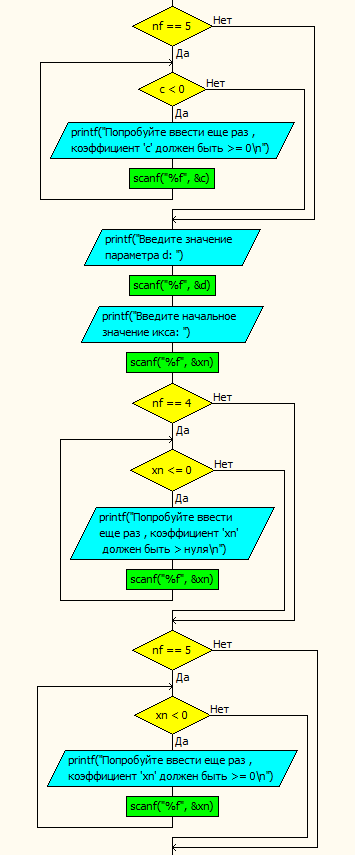 nf == 5
Нет
Да
c < 0
Нет
Да
printf("Попробуйте ввести еще раз ,
коэффициент 'c' должен быть >= 0\n")
scanf("%f", &c)
printf("Введите значение
параметра d: ")
scanf("%f", &d)
printf("Введите начальное
значение икса: ")
scanf("%f", &xn)
nf == 4
Нет
Да
xn <= 0
Нет
Да
printf("Попробуйте ввести
еще раз , коэффициент 'xn'
должен быть > нуля\n")
scanf("%f", &xn)
nf == 5
Нет
Да
xn < 0
Нет
Да
printf("Попробуйте ввести еще раз ,
коэффициент 'xn' должен быть >= 0\n")
scanf("%f", &xn)